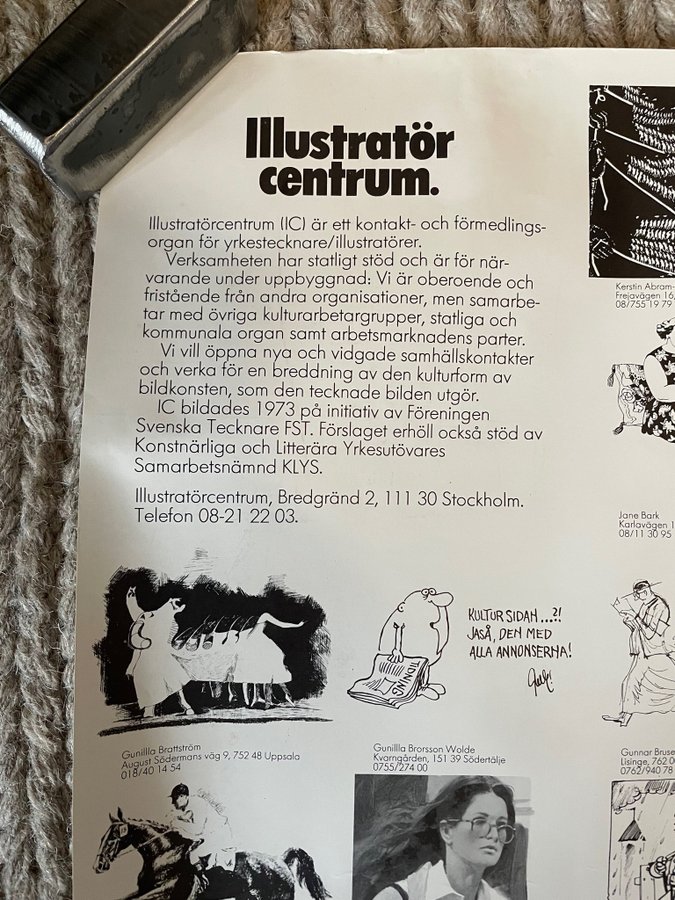 Illustratör
centrum.
Illustratörcentrum (IC) är ett kontakt- och förmedlings-
organ för yrkestecknare/illustratörer.
Verksamheten har statligt stöd och är för när-
varande under uppbyggnad: Vi är oberoende och
fristående från andra organisationer, men samarbe-
tar med övriga kulturarbetargrupper, statliga och
kommunala organ samt arbetsmarknadens parter.
Vi vill öppna nya och vidgade samhällskontakter
och verka för en breddning av den kulturform av
bildkonsten, som den tecknade bilden utgör.
IC bildades 1973 på initiativ av Föreningen
Svenska Tecknare FST. Förslaget erhöll också stöd av
Konstnärliga och Litterära Yrkesutövares
Samarbetsnämnd KLYS.
Illustratörcentrum, Bredgränd 2, 111 30 Stockholm.
Telefon 08-21 22 03.
Kerstin Abram-
Frejavägen 16,
08/755 19 79
Jane Bark
Karlavägen 1
08/11 30 95
KULTURSIDAN...?!
JASÅ, DEN MED
ALLA ANNONSERNA!
TIDNING
Gunillla Brattström
August Södermans väg 9, 752 48 Uppsala
018/40 14 54
Gunillla Brorsson Wolde
Kvarngården, 151 39 Södertälje
0755/274 00
Gunnar Bruse
Lisinge, 762 0
0762/940 78